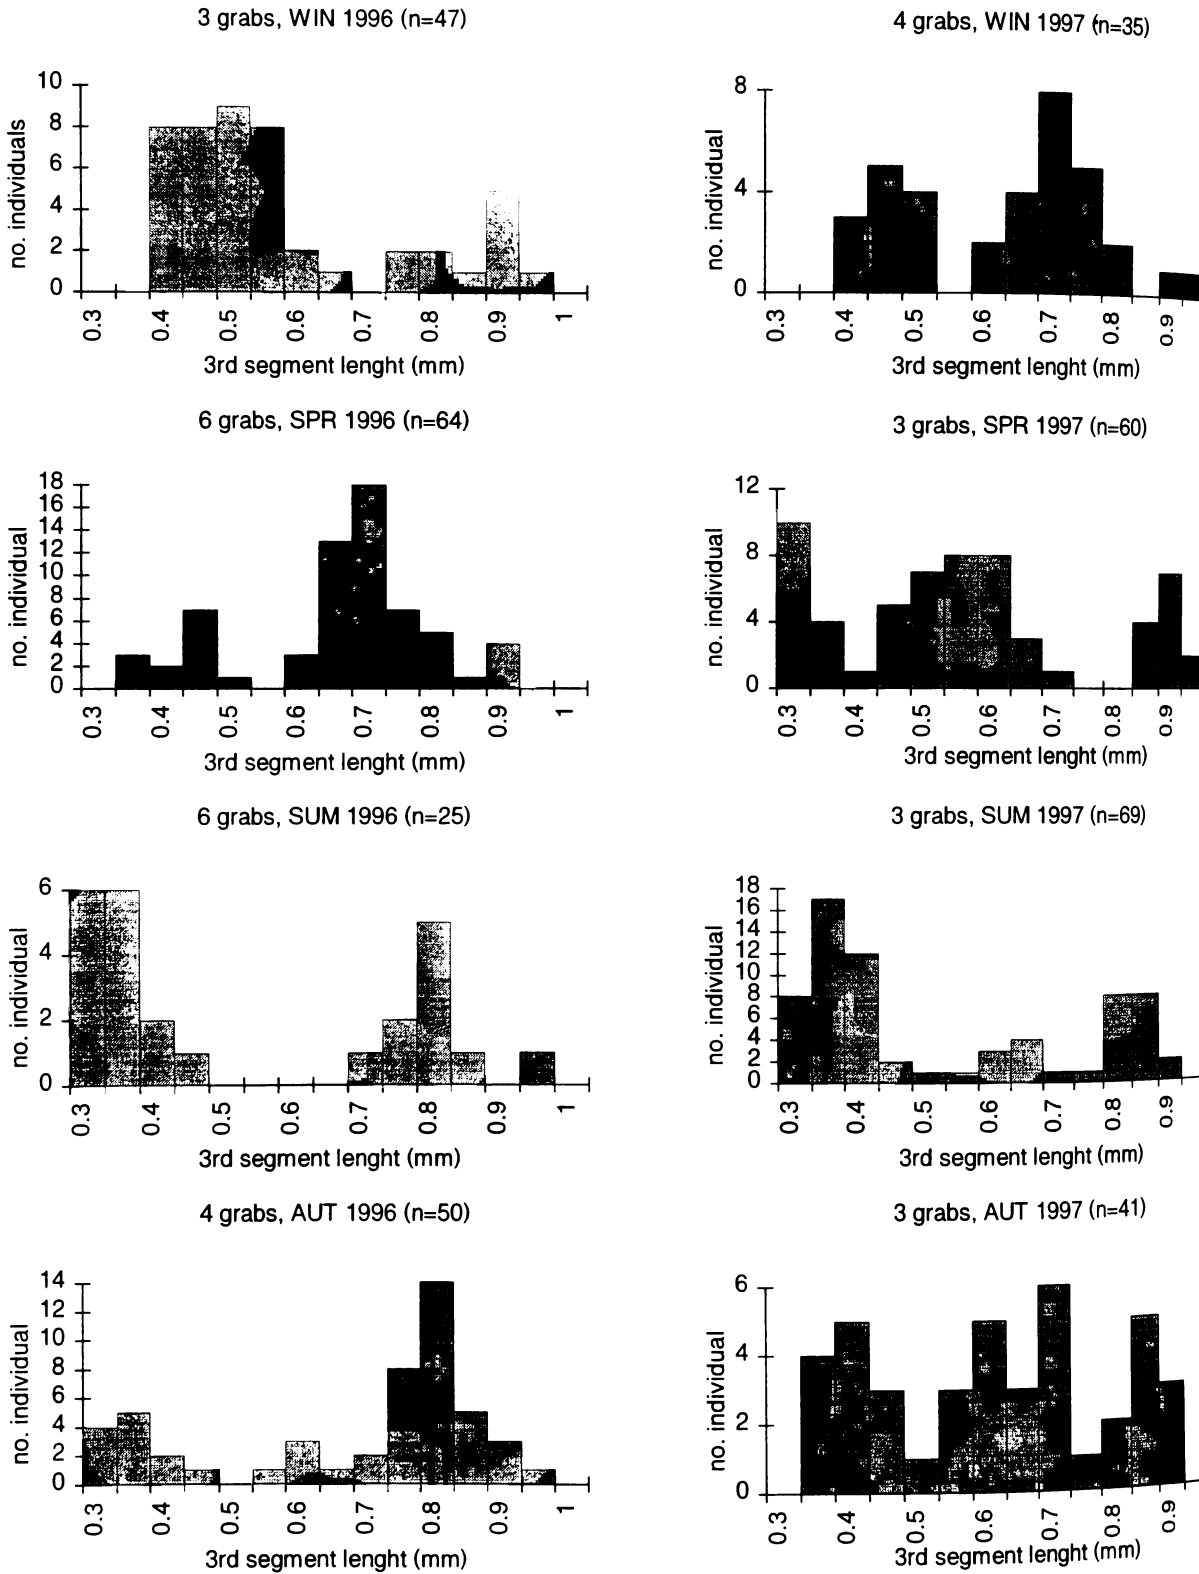 3 grabs, WIN 1996 (n=47)
no. individuals
10
8
6
4
2
0
0.3 0.4 0.5 0.6 0.7 0.8 0.9 1
3rd segment lenght (mm)
4 grabs, WIN 1997 (n=35)
no. individual
8
4
0
0.3 0.4 0.5 0.6 0.7 0.8 0.9
3rd segment lenght (mm)
6 grabs, SPR 1996 (n=64)
no. individual
18
16
14
12
10
8
6
4
2
0
0.3 0.4 0.5 0.6 0.7 0.8 0.9 1
3rd segment lenght (mm)
3 grabs, SPR 1997 (n=60)
no. individual
12
8
4
0
0.3 0.4 0.5 0.6 0.7 0.8 0.9
3rd segment lenght (mm)
6 grabs, SUM 1996 (n=25)
no. individual
6
4
2
0
0.3 0.4 0.5 0.6 0.7 0.8 0.9 1
3rd segment lenght (mm)
3 grabs, SUM 1997 (n=69)
no. individual
18
16
14
12
10
8
6
4
2
0
0.3 0.4 0.5 0.6 0.7 0.8 0.9
3rd segment lenght (mm)
4 grabs, AUT 1996 (n=50)
no. individual
14
12
10
8
6
4
2
0
0.3 0.4 0.5 0.6 0.7 0.8 0.9 1
3rd segment lenght (mm)
3 grabs, AUT 1997 (n=41)
no. individual
6
4
2
0
0.3 0.4 0.5 0.6 0.7 0.8 0.9
3rd segment lenght (mm)